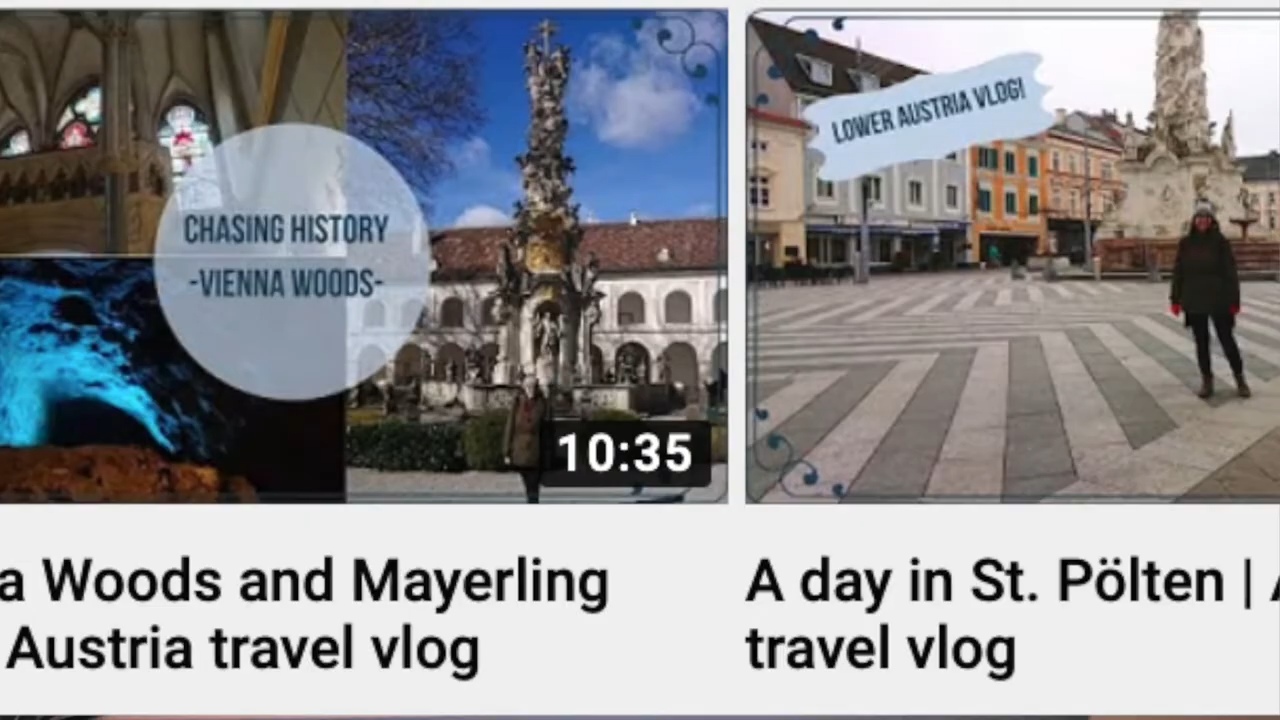 CHASING HISTORY
-VIENNA WOODS-
10:35
LOWER AUSTRIA VLOG!
a Woods and Mayerling
Austria travel vlog
A day in St. Pölten | A
travel vlog